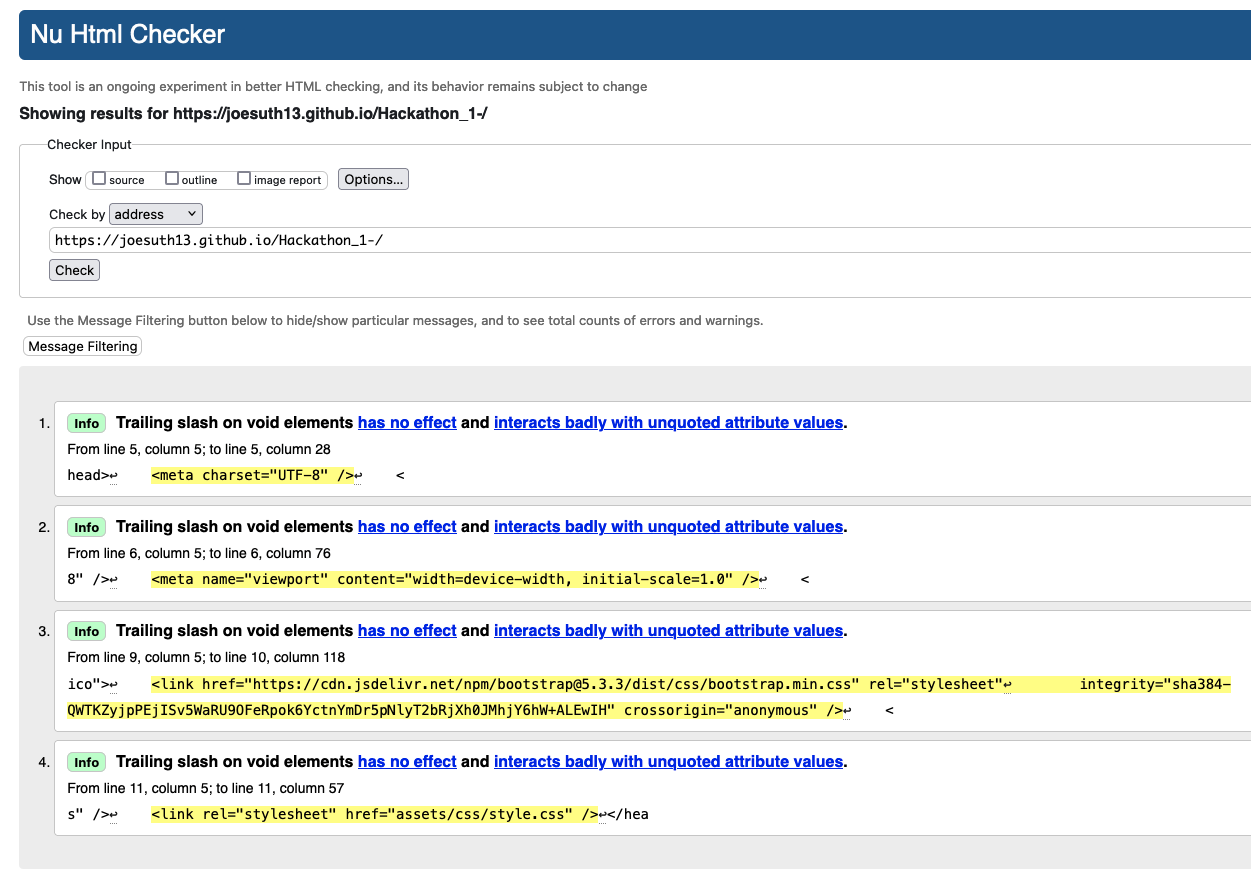 Nu Html Checker
This tool is an ongoing experiment in better HTML checking, and its behavior remains subject to change
Showing results for https://joesuth13.github.io/Hackathon_1-/
Checker Input
Show source outline image report Options...
Check by address
https://joesuth13.github.io/Hackathon_1-/
Check
Use the Message Filtering button below to hide/show particular messages, and to see total counts of errors and warnings.
Message Filtering
1. Info Trailing slash on void elements has no effect and interacts badly with unquoted attribute values.
From line 5, column 5; to line 5, column 28
head>↩    <meta charset="UTF-8" />↩    <
2. Info Trailing slash on void elements has no effect and interacts badly with unquoted attribute values.
From line 6, column 5; to line 6, column 76
8" />↩    <meta name="viewport" content="width=device-width, initial-scale=1.0" />↩    <
3. Info Trailing slash on void elements has no effect and interacts badly with unquoted attribute values.
From line 9, column 5; to line 10, column 118
ico">↩    <link href="https://cdn.jsdelivr.net/npm/bootstrap@5.3.3/dist/css/bootstrap.min.css" rel="stylesheet"↩        integrity="sha384-
QWTKZyjpPEjISv5WaRU9OFeRpok6YctnYmDr5pNlyT2bRjXh0JMhjY6hW+ALEwIH" crossorigin="anonymous" />↩    <
4. Info Trailing slash on void elements has no effect and interacts badly with unquoted attribute values.
From line 11, column 5; to line 11, column 57
s" />↩    <link rel="stylesheet" href="assets/css/style.css" />↩</hea